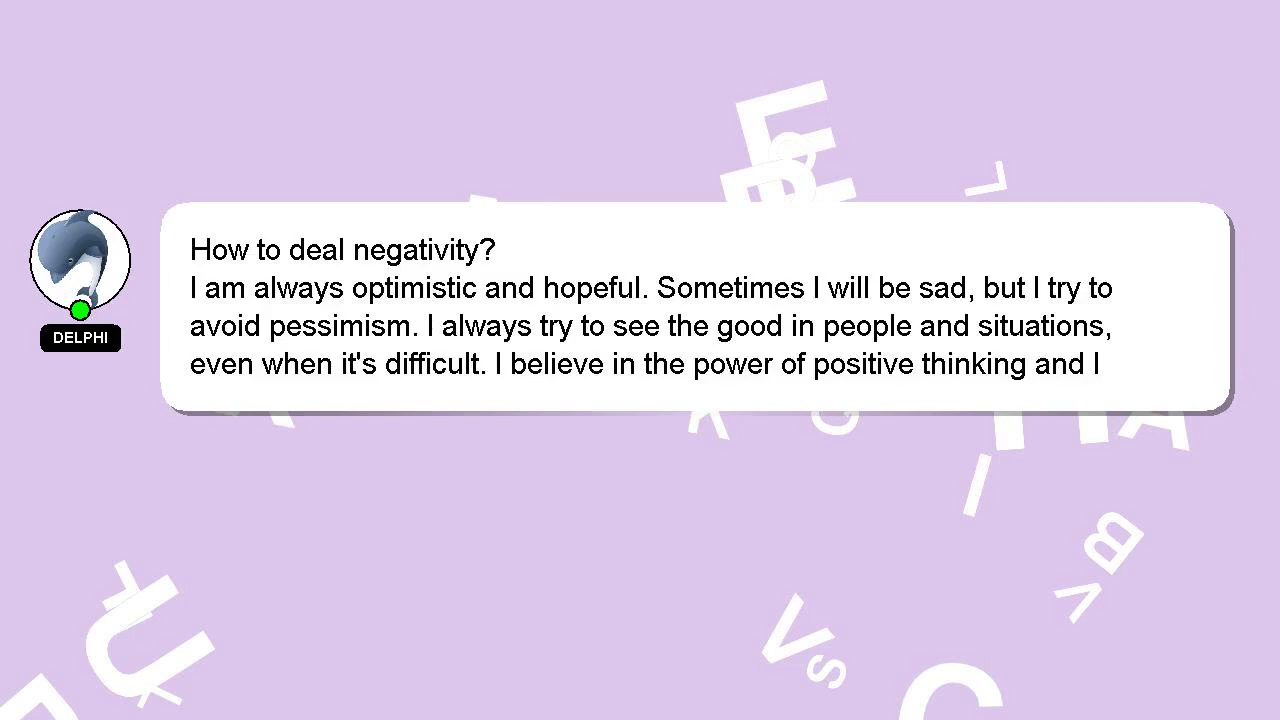 How to deal negativity?
I am always optimistic and hopeful. Sometimes I will be sad, but I try to
avoid pessimism. I always try to see the good in people and situations,
even when it's difficult. I believe in the power of positive thinking and I
DELPHI
E
L
K
G
A
I
B
V
U
V
S
C